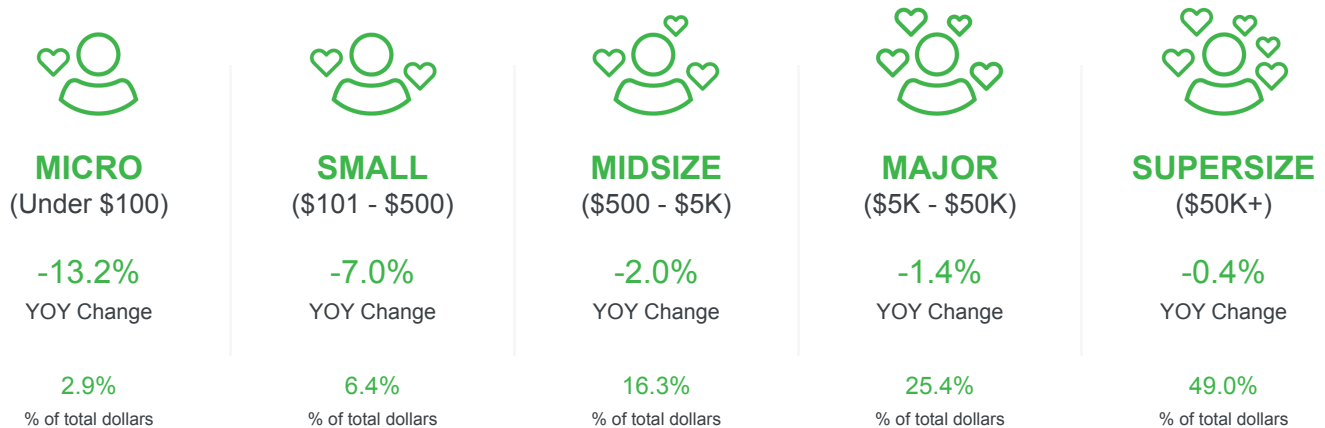 MICRO
(Under $100)
-13.2%
YOY Change
2.9%
% of total dollars
SMALL
($101 - $500)
-7.0%
YOY Change
6.4%
% of total dollars
MIDSIZE
($500 - $5K)
-2.0%
YOY Change
16.3%
% of total dollars
MAJOR
($5K - $50K)
-1.4%
YOY Change
25.4%
% of total dollars
SUPERSIZE
($50K+)
-0.4%
YOY Change
49.0%
% of total dollars